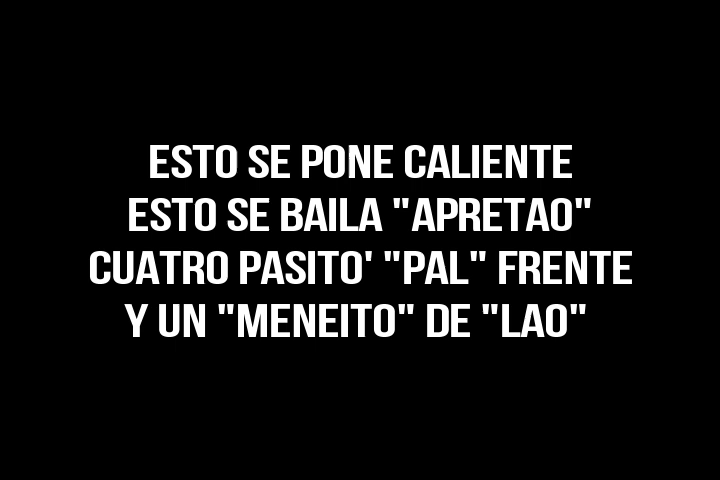 ESTO SE PONE CALIENTE
ESTO SE BAILA "APRETAO"
CUATRO PASITO' "PAL" FRENTE
Y UN "MENEITO" DE "LAO"